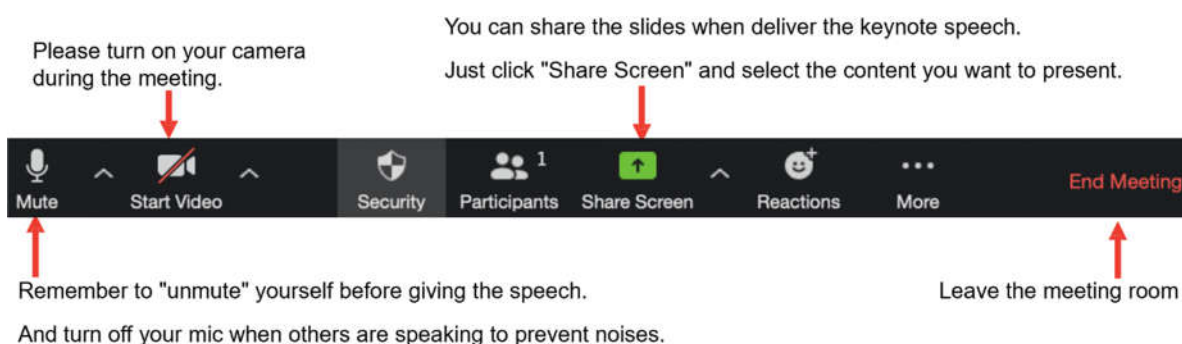 You can share the slides when deliver the keynote speech.
Please turn on your camera
during the meeting.
Just click "Share Screen" and select the content you want to present.
1
Mute
Start Video
Security
Participants
Share Screen
Reactions
More
End Meeting
Remember to "unmute" yourself before giving the speech.
Leave the meeting room
And turn off your mic when others are speaking to prevent noises.